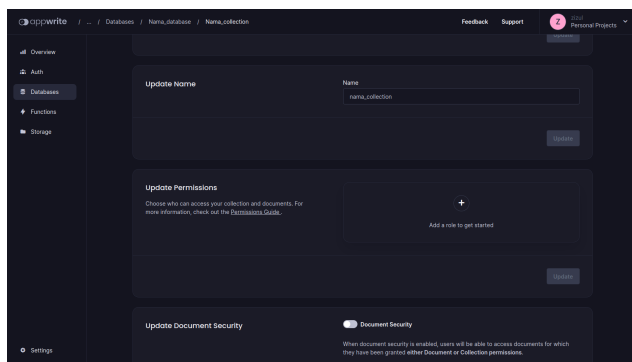 appwrite / ... / Databases / Nama_database / Nama_collection
Feedback Support
Z
Personal Projects
Overview
Auth
Databases
Functions
Storage
Settings
Update
Update Name
Name
nama_collection
Update
Update Permissions
Choose who can access your collection and documents. For
more information, check out the Permissions Guide .
Add a role to get started
Update
Update Document Security
Document Security
When document security is enabled, users will be able to access documents for which
they have been granted either Document or Collection permissions.